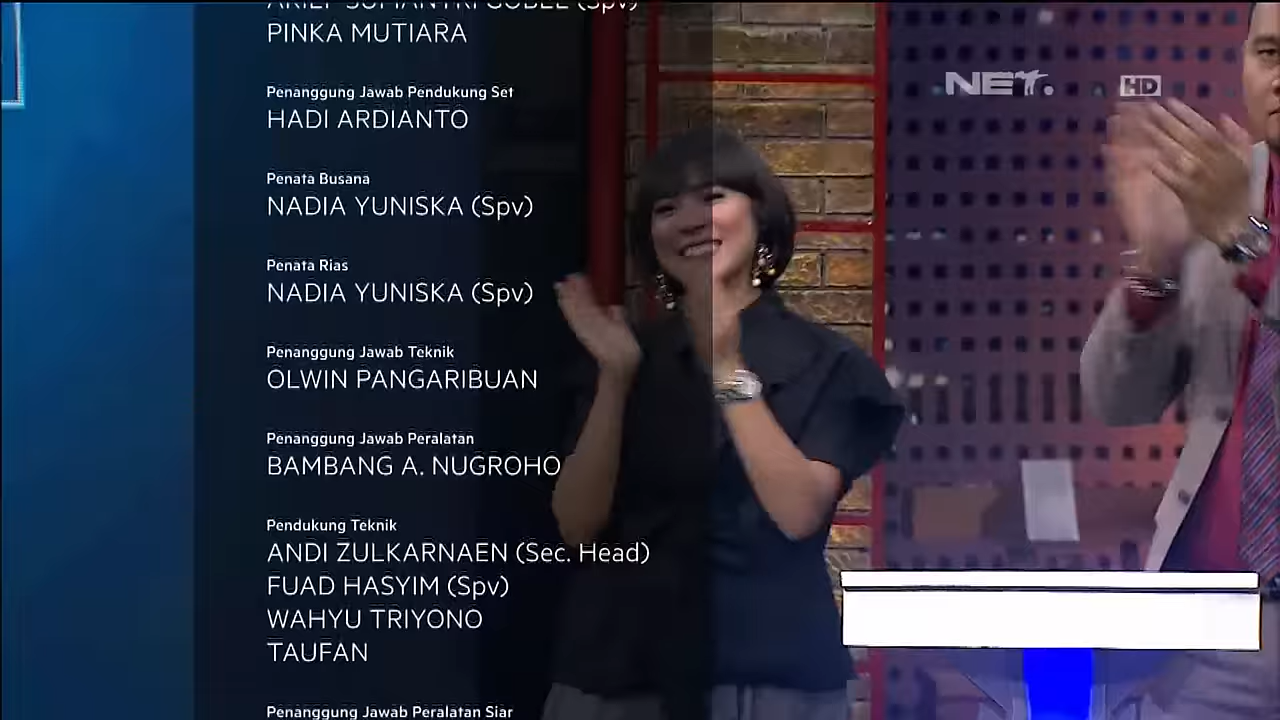 PINKA MUTIARA
Penanggung Jawab Pendukung Set
HADI ARDIANTO
Penata Busana
NADIA YUNISKA (Spv)
Penata Rias
NADIA YUNISKA (Spv)
Penanggung Jawab Teknik
OLWIN PANGARIBUAN
Penanggung Jawab Peralatan
BAMBANG A. NUGROHO
Pendukung Teknik
ANDI ZULKARNAEN (Sec. Head)
FUAD HASYIM (Spv)
WAHYU TRIYONO
TAUFAN
Penanggung Jawab Peralatan Siar
NET.
HD